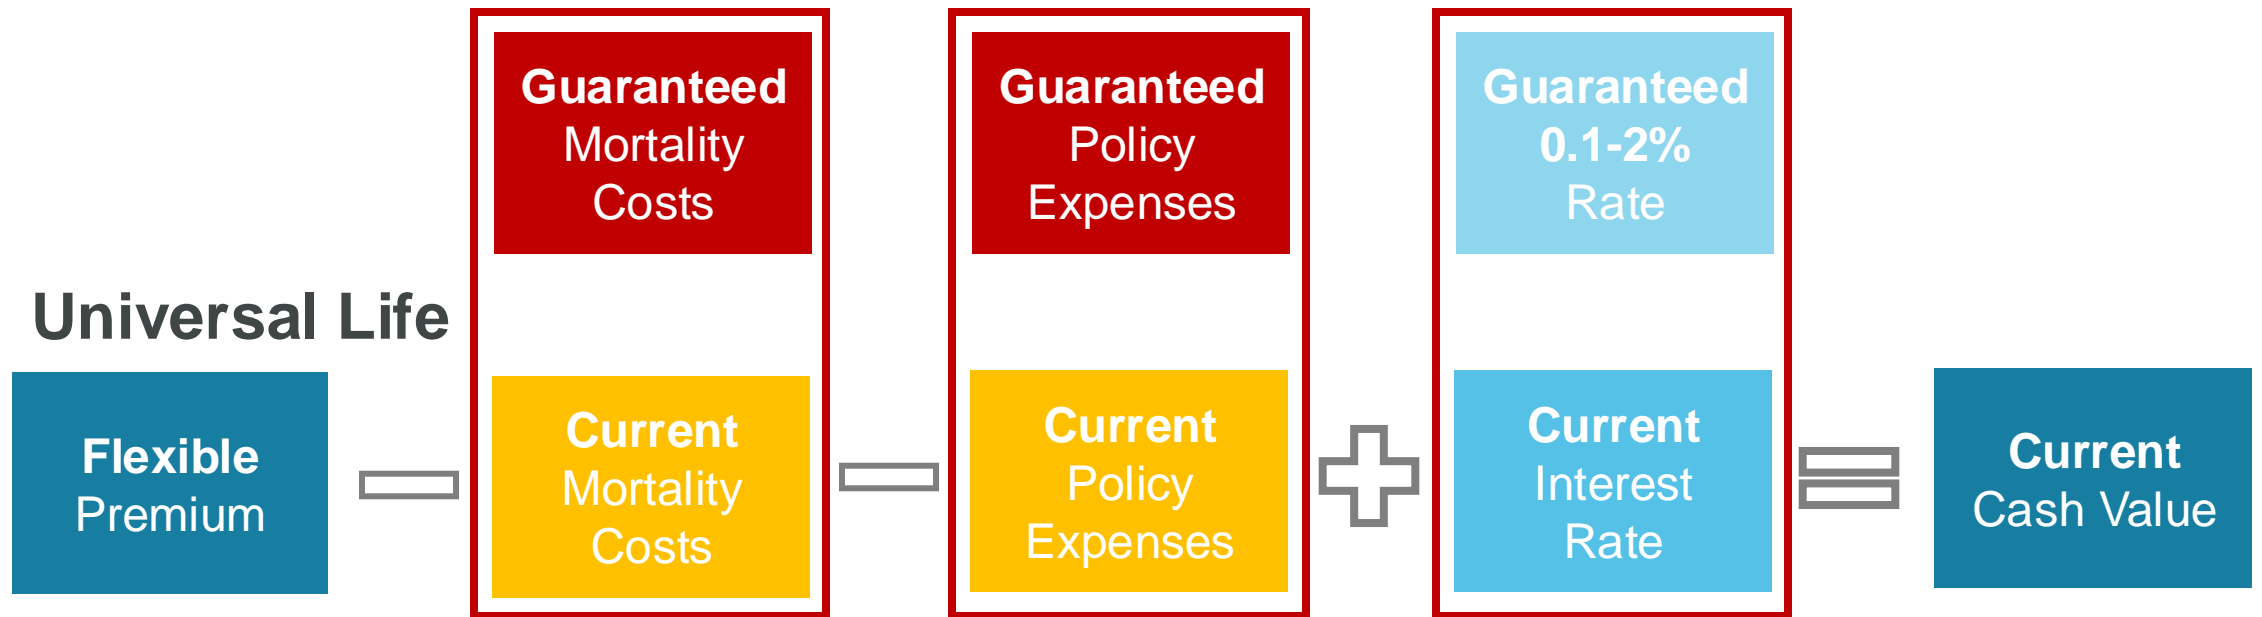 Guaranteed
Mortality
Costs
Guaranteed
Policy
Expenses
Guaranteed
0.1-2%
Rate
Universal Life
Flexible
Premium
Current
Mortality
Costs
Current
Policy
Expenses
Current
Interest
Rate
Current
Cash Value